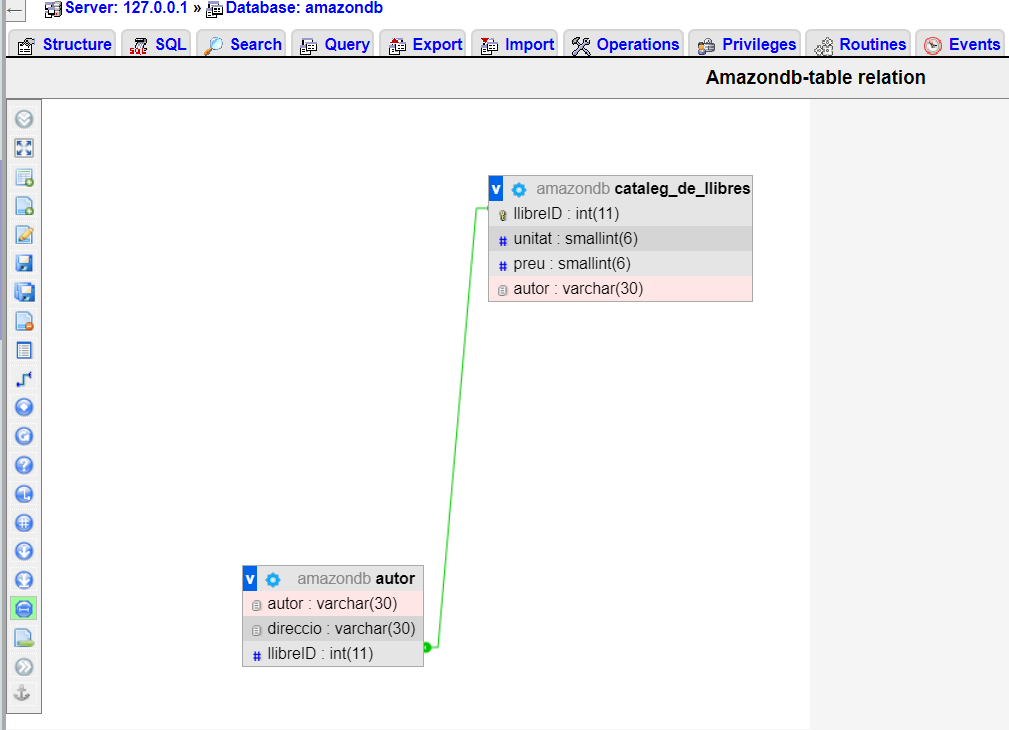 Server: 127.0.0.1 » Database: amazondb
Structure SQL Search Query Export Import Operations Privileges Routines Events
Amazondb-table relation
v amazondb cataleg_de_llibres
llibreID : int(11)
# unitat : smallint(6)
# preu : smallint(6)
autor : varchar(30)
v amazondb autor
autor : varchar(30)
direccio : varchar(30)
# llibreID : int(11)